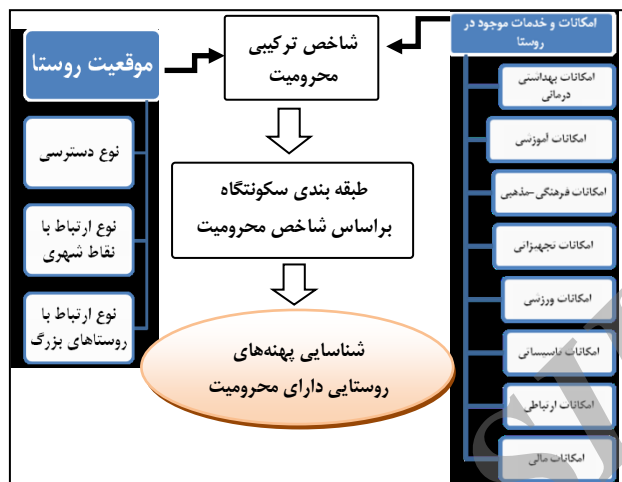 امکانات و خدمات موجود در
روستا
امکانات بهداشتی
درمانی
امکانات آموزشی
امکانات فرهنگی-مذهبی
امکانات تجهیزاتی
امکانات ورزشی
امکانات تاسیساتی
امکانات ارتباطی
امکانات مالی
شاخص ترکیبی
محرومیت
طبقه بندی سکونتگاه
براساس شاخص محرومیت
شناسایی پهنه‌های
روستایی دارای محرومیت
موقعیت روستا
نوع دسترسی
نوع ارتباط با
نقاط شهری
نوع ارتباط با
روستاهای بزرگ